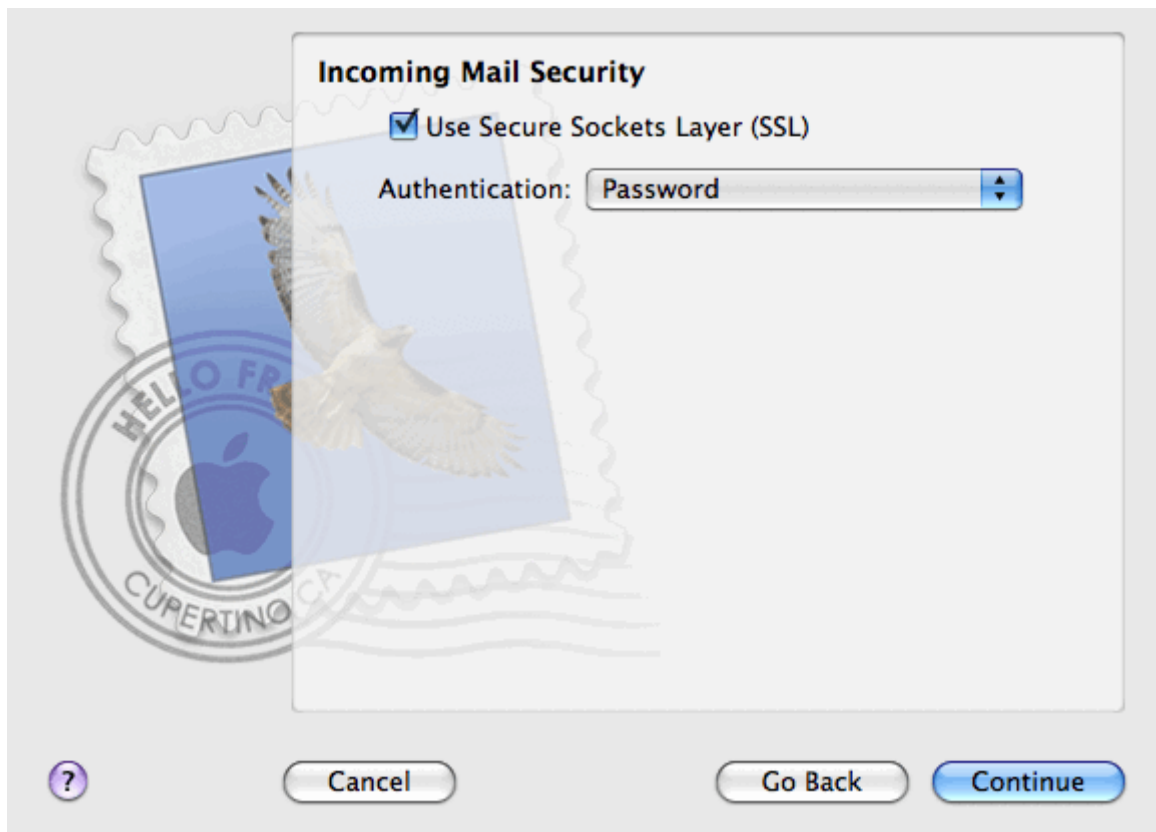 Incoming Mail Security
Use Secure Sockets Layer (SSL)
Authentication: Password
HELLO FR
CUPERTINO CA
?
Cancel
Go Back
Continue